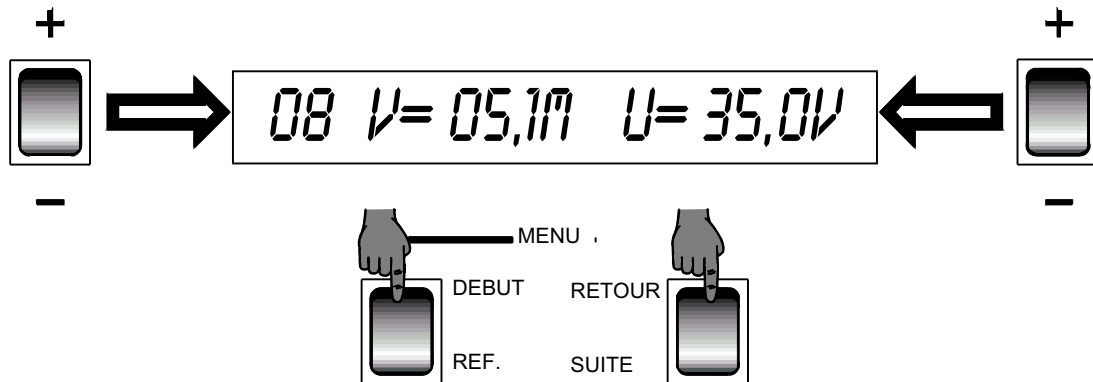 + +
08 V= 05,1M U= 35,0V
- -
MENU
DEBUT RETOUR
REF. SUITE